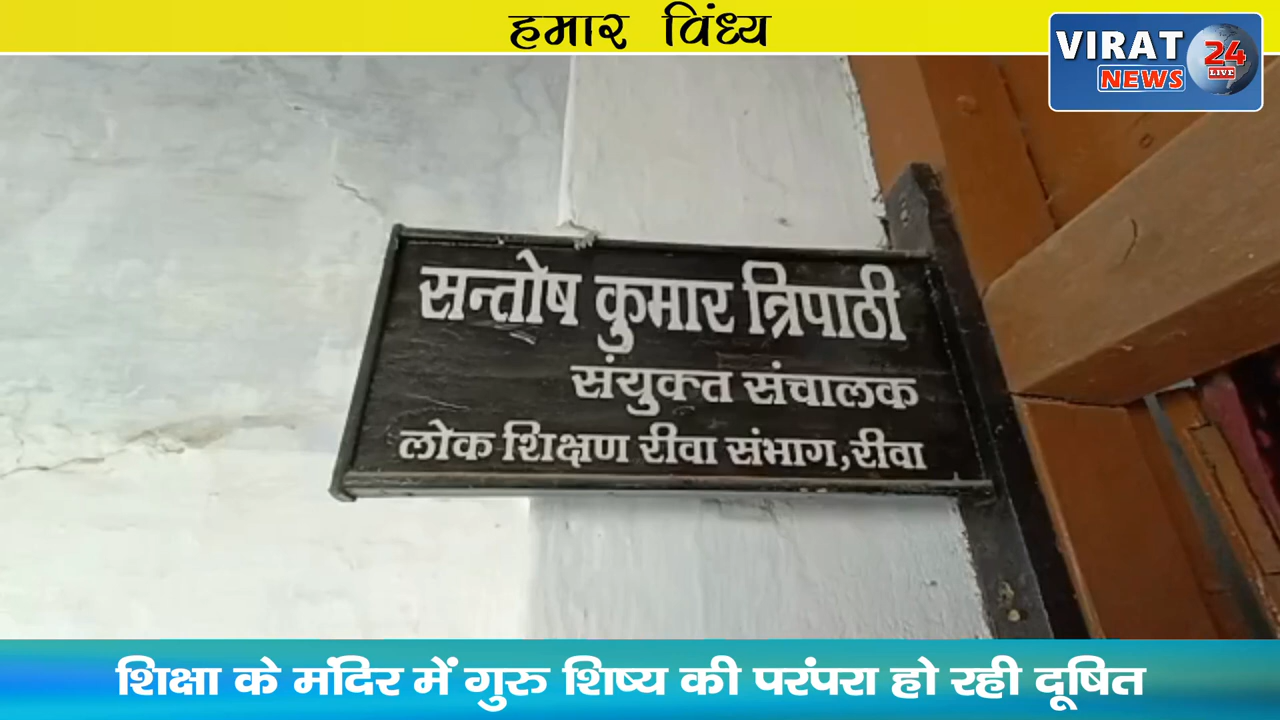 हमार विंध्य
VIRAT
24
LIVE
NEWS
सन्तोष कुमार त्रिपाठी
संयुक्त संचालक
लोक शिक्षण रीवा संभाग,रीवा
शिक्षा के मंदिर में गुरु शिष्य की परंपरा हो रही दूषित